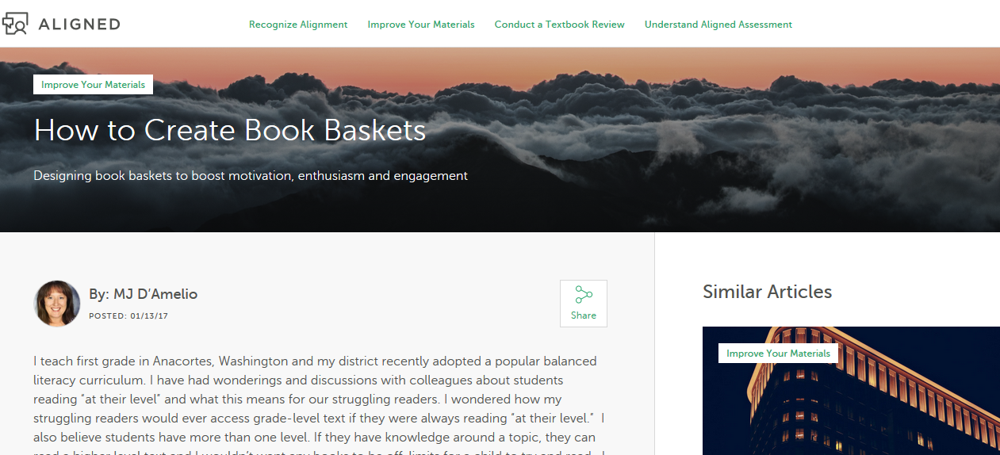 ALIGNED
Recognize Alignment
Improve Your Materials
Conduct a Textbook Review
Understand Aligned Assessment
Improve Your Materials
How to Create Book Baskets
Designing book baskets to boost motivation, enthusiasm and engagement
By: MJ D’Amelio
POSTED: 01/13/17
Share
I teach first grade in Anacortes, Washington and my district recently adopted a popular balanced
literacy curriculum. I have had wonderings and discussions with colleagues about students
reading “at their level” and what this means for our struggling readers. I wondered how my
struggling readers would ever access grade-level text if they were always reading “at their level.”  I
also believe students have more than one level. If they have knowledge around a topic, they can
Similar Articles
Improve Your Materials